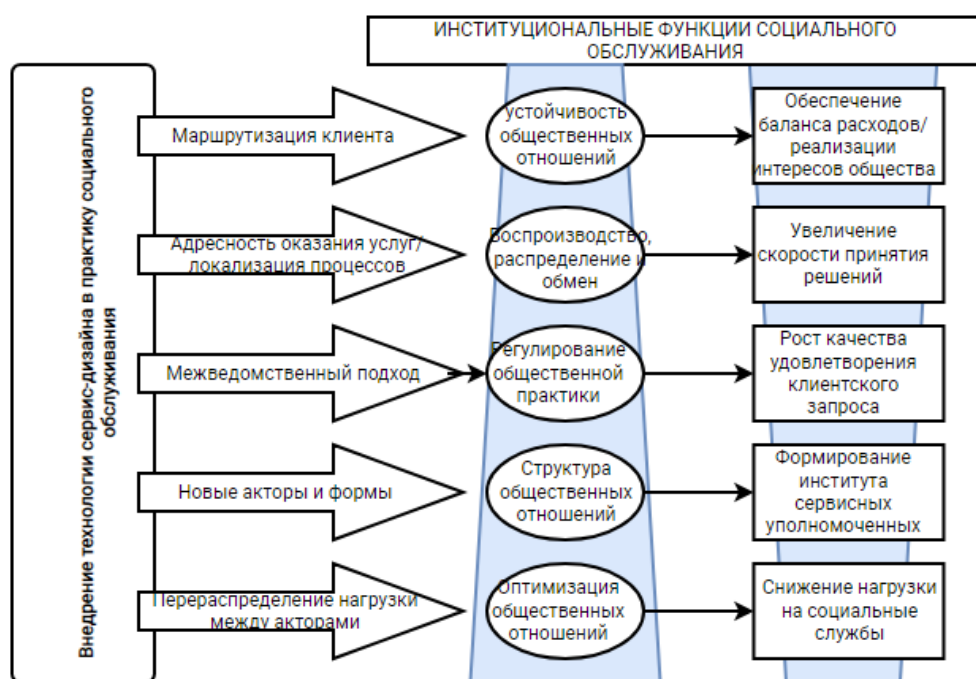 ИНСТИТУЦИОНАЛЬНЫЕ ФУНКЦИИ СОЦИАЛЬНОГО
ОБСЛУЖИВАНИЯ
Внедрение технологии сервис-дизайна в практику социального
обслуживания
Маршрутизация клиента
устойчивость
общественных
отношений
Обеспечение
баланса расходов/
реализации
интересов общества
Адресность оказания услуг/
локализация процессов
Воспроизводство,
распределение и
обмен
Увеличение
скорости принятия
решений
Межведомственный подход
Регулирование
общественной
практики
Рост качества
удовлетворения
клиентского
запроса
Новые акторы и формы
Структура
общественных
отношений
Формирование
института
сервисных
уполномоченных
Перераспределение нагрузки
между акторами
Оптимизация
общественных
отношений
Снижение нагрузки
на социальные
службы